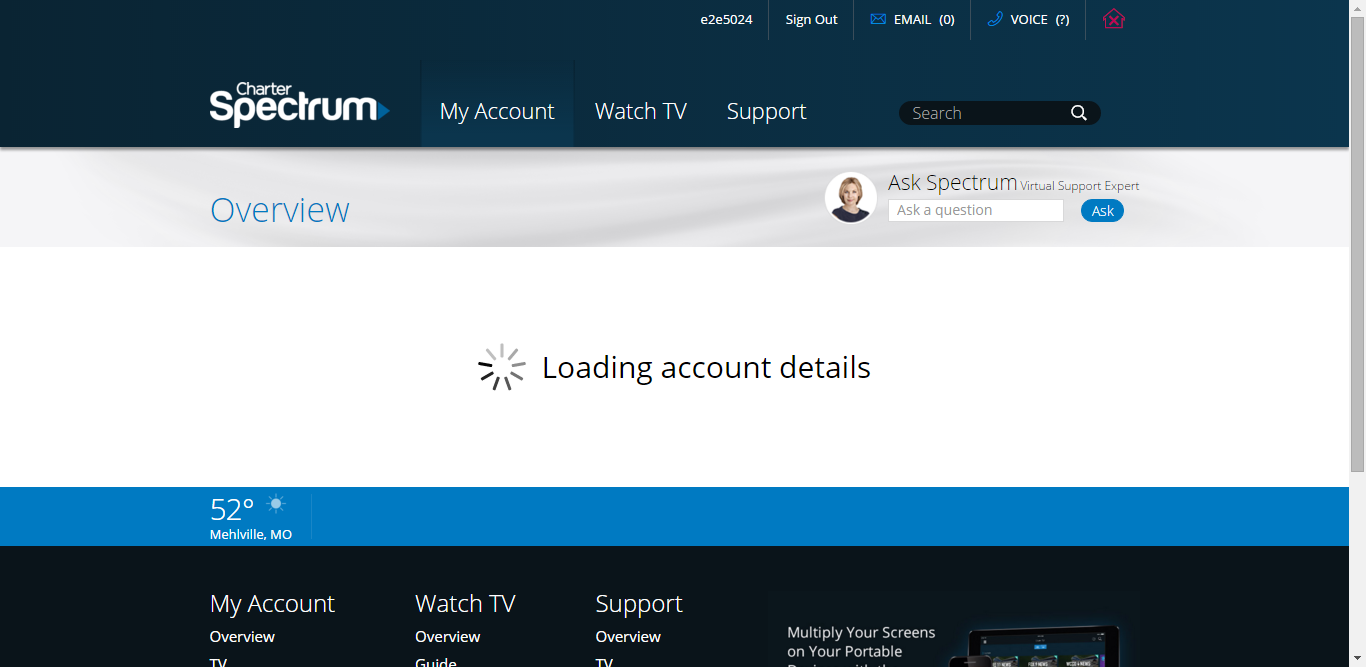 e2e5024
Sign Out
EMAIL (0)
VOICE (?)
Charter
Spectrum
My Account
Watch TV
Support
Search
Overview
Ask Spectrum Virtual Support Expert
Ask a question
Ask
Loading account details
52°
Mehlville, MO
My Account
Overview
TV
Watch TV
Overview
Guide
Support
Overview
TV
Multiply Your Screens
on Your Portable